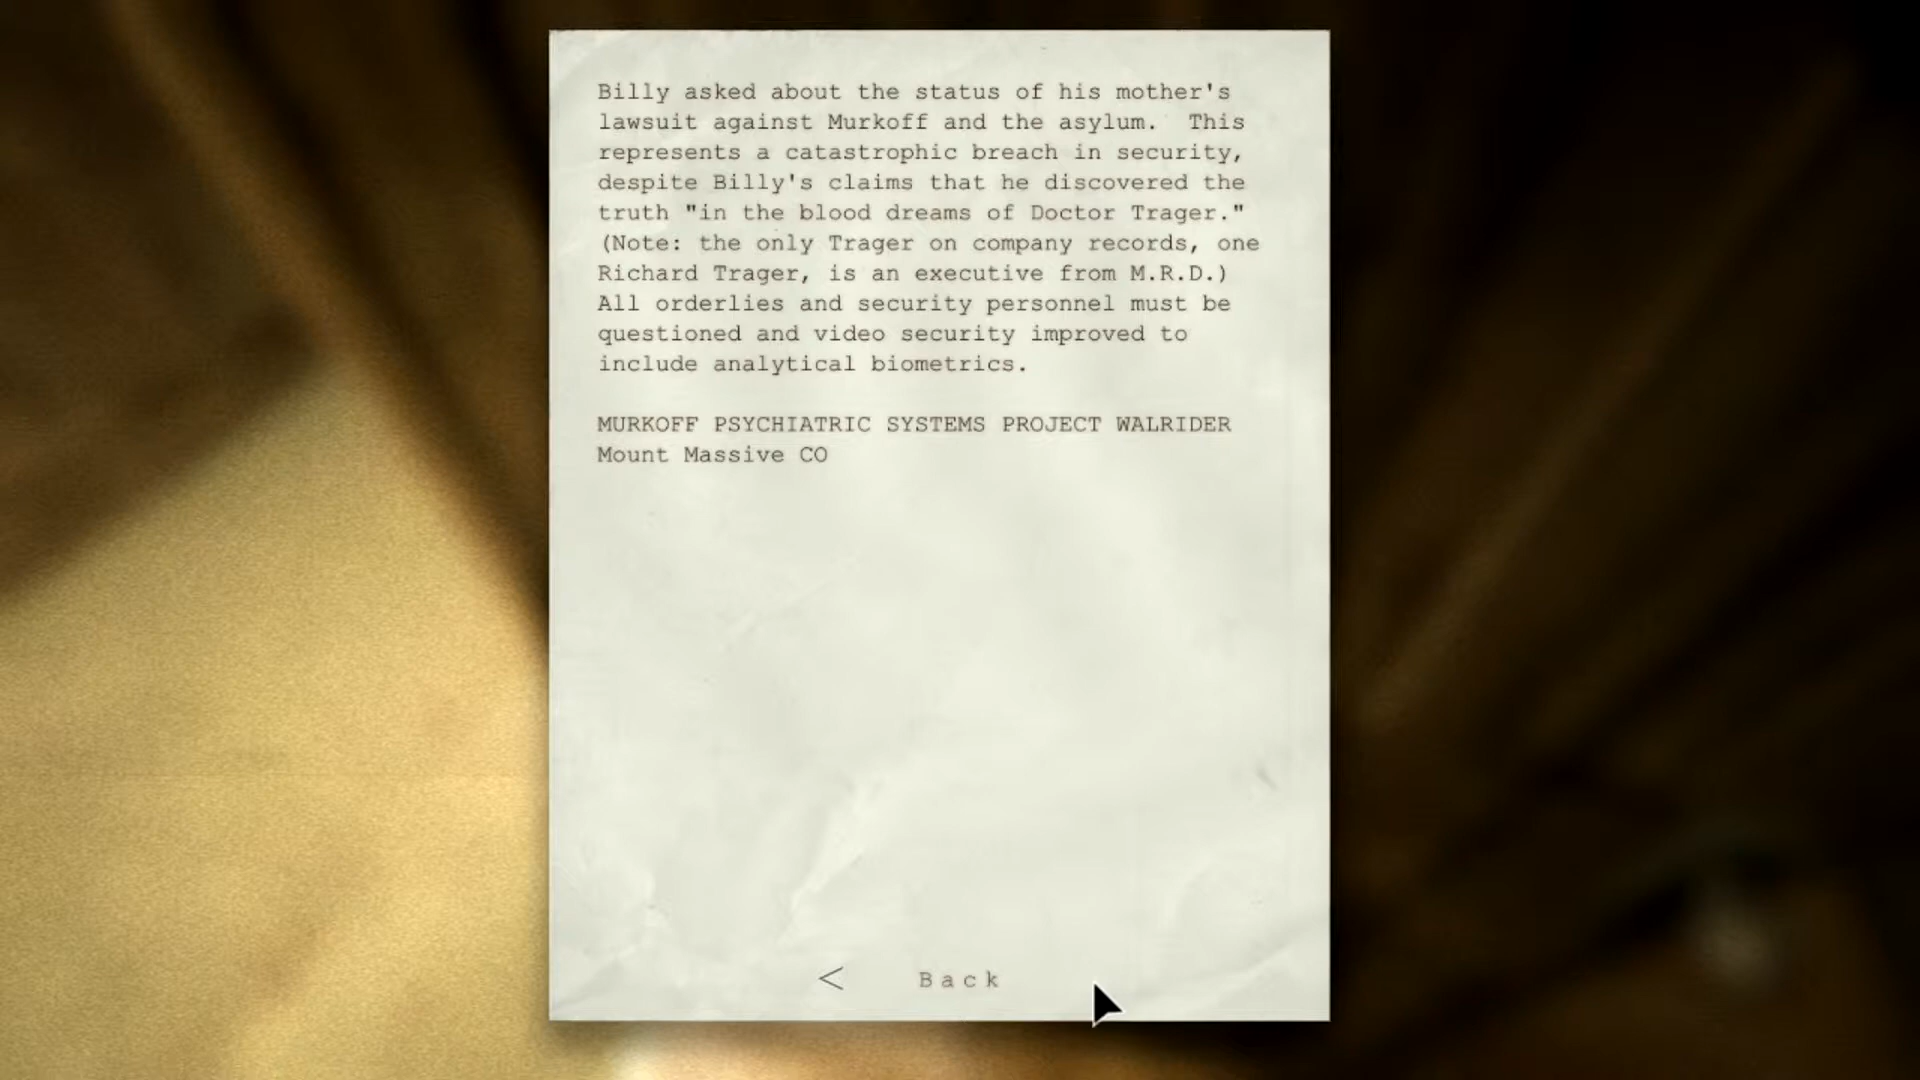 Billy asked about the status of his mother's
lawsuit against Murkoff and the asylum.  This
represents a catastrophic breach in security,
despite Billy's claims that he discovered the
truth "in the blood dreams of Doctor Trager."
(Note: the only Trager on company records, one
Richard Trager, is an executive from M.R.D.)
All orderlies and security personnel must be
questioned and video security improved to
include analytical biometrics.
MURKOFF PSYCHIATRIC SYSTEMS PROJECT WALRIDER
Mount Massive CO
< Back